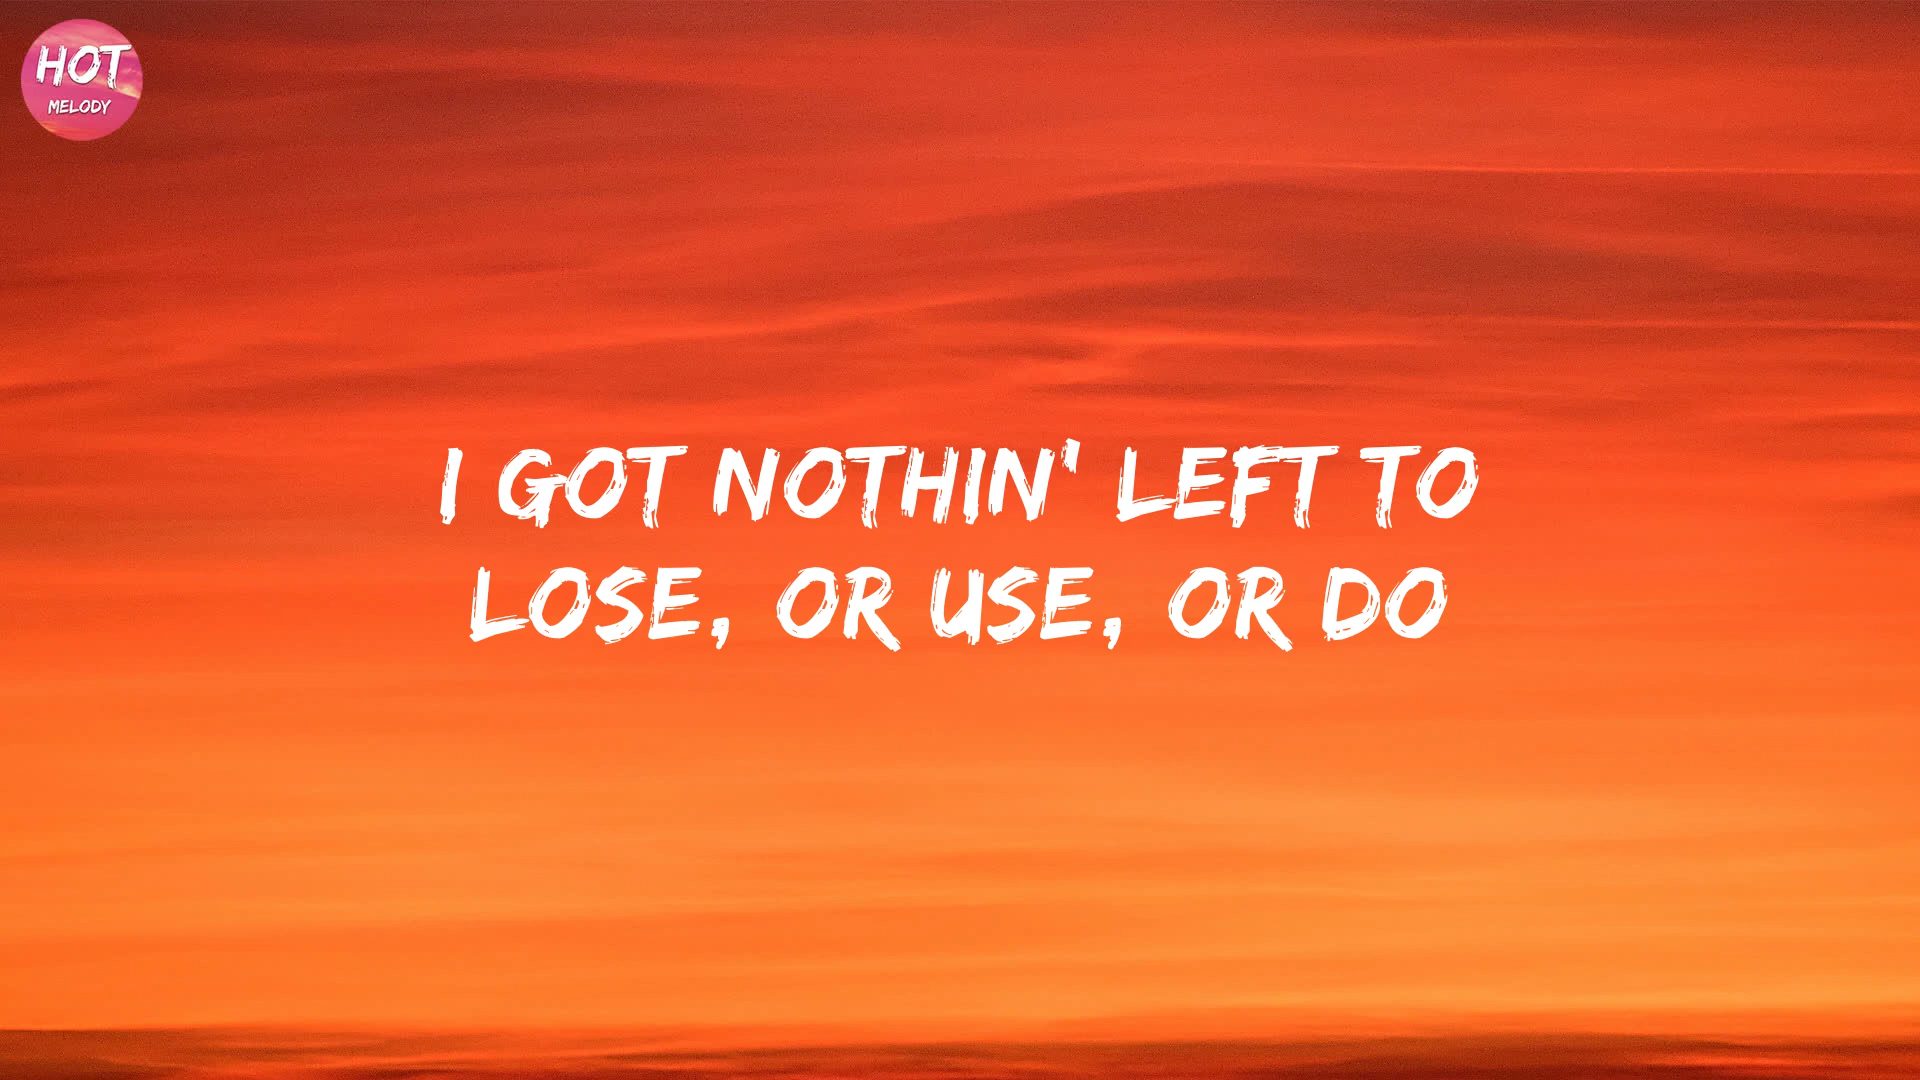 HOT
MELODY
I GOT NOTHIN' LEFT TO
LOSE, OR USE, OR DO